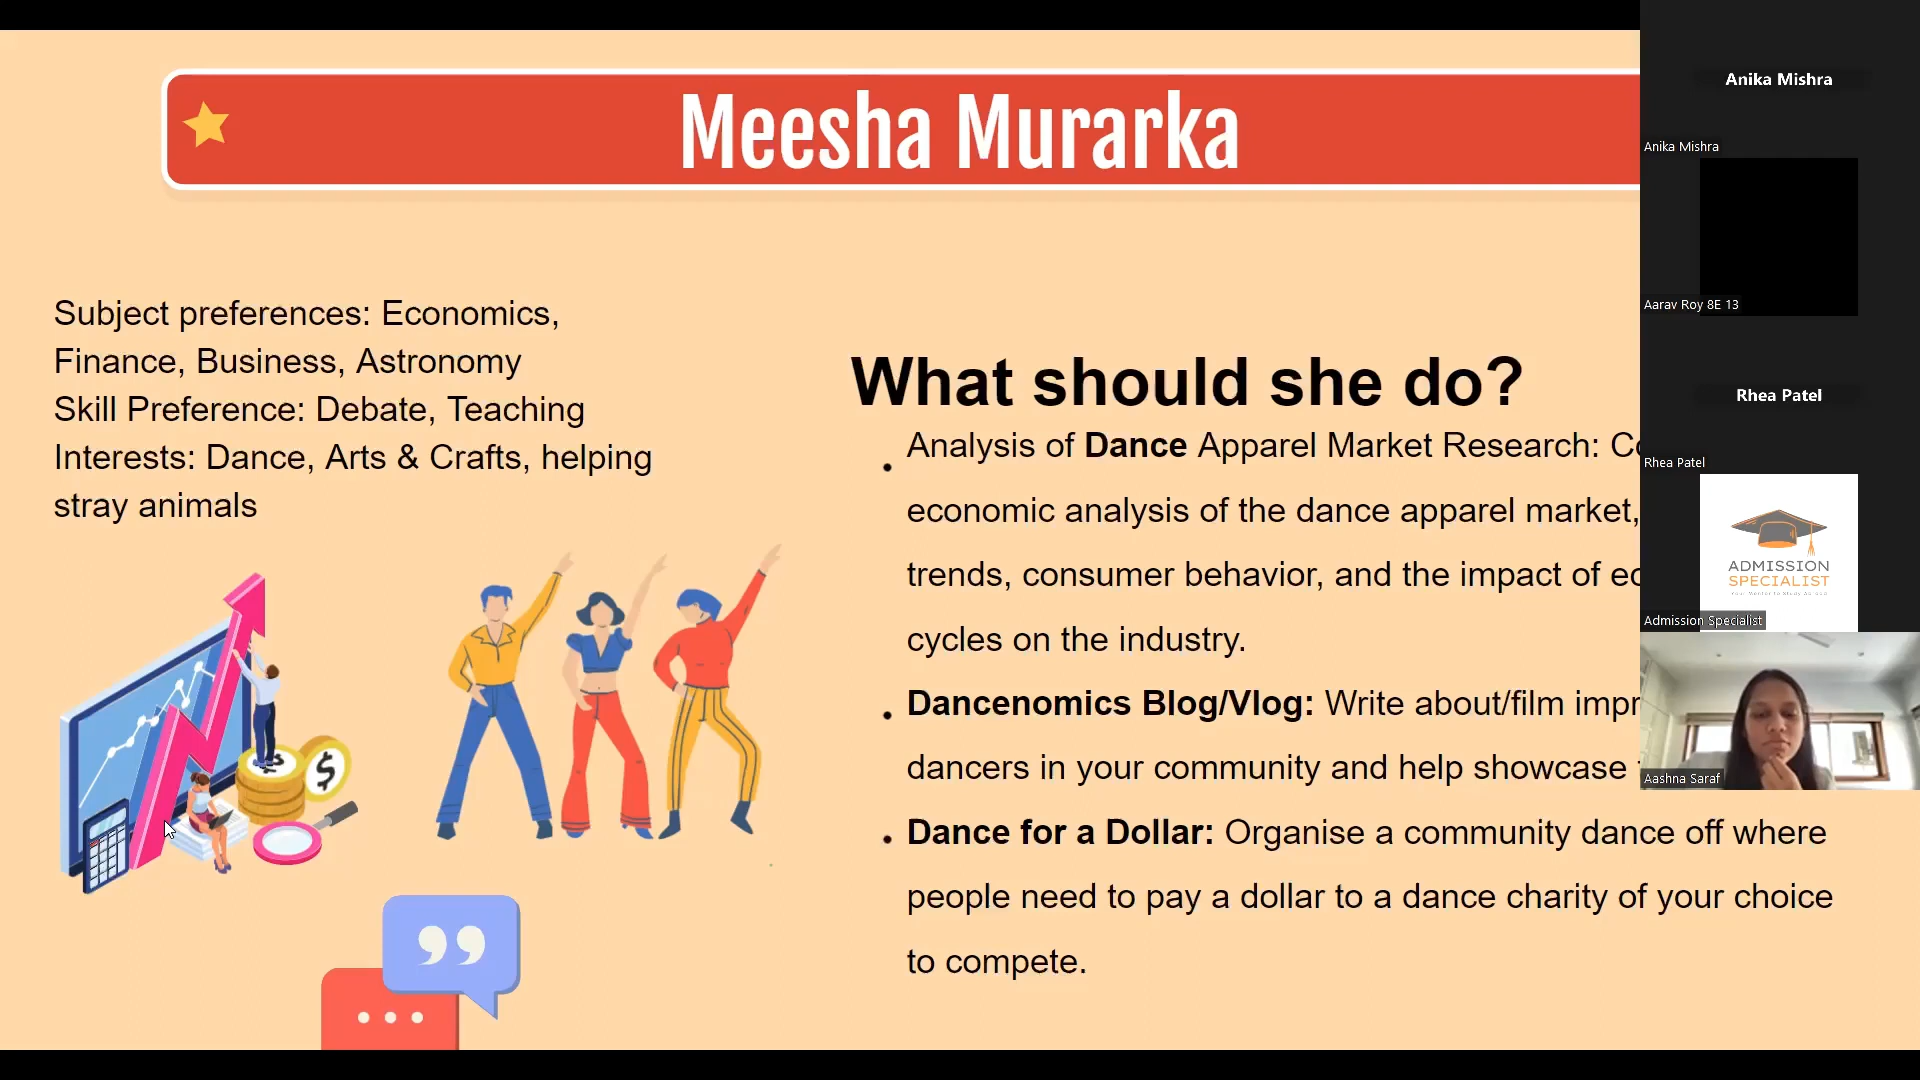 Meesha Murarka
Subject preferences: Economics,
Finance, Business, Astronomy
Skill Preference: Debate, Teaching
Interests: Dance, Arts & Crafts, helping
stray animals
What should she do?
Analysis of Dance Apparel Market Research:
economic analysis of the dance apparel market,
trends, consumer behavior, and the impact of
cycles on the industry.
Dancenomics Blog/Vlog: Write about/film
dancers in your community and help showcase
Dance for a Dollar: Organise a community dance off where
people need to pay a dollar to a dance charity of your choice
to compete.
Anika Mishra
Anika Mishra
Aarav Roy 8E 13
Rhea Patel
Rhea Patel
ADMISSION
SPECIALIST
Your Mentor to Study Abroad
Admission Specialist
Aashna Saraf
$
$